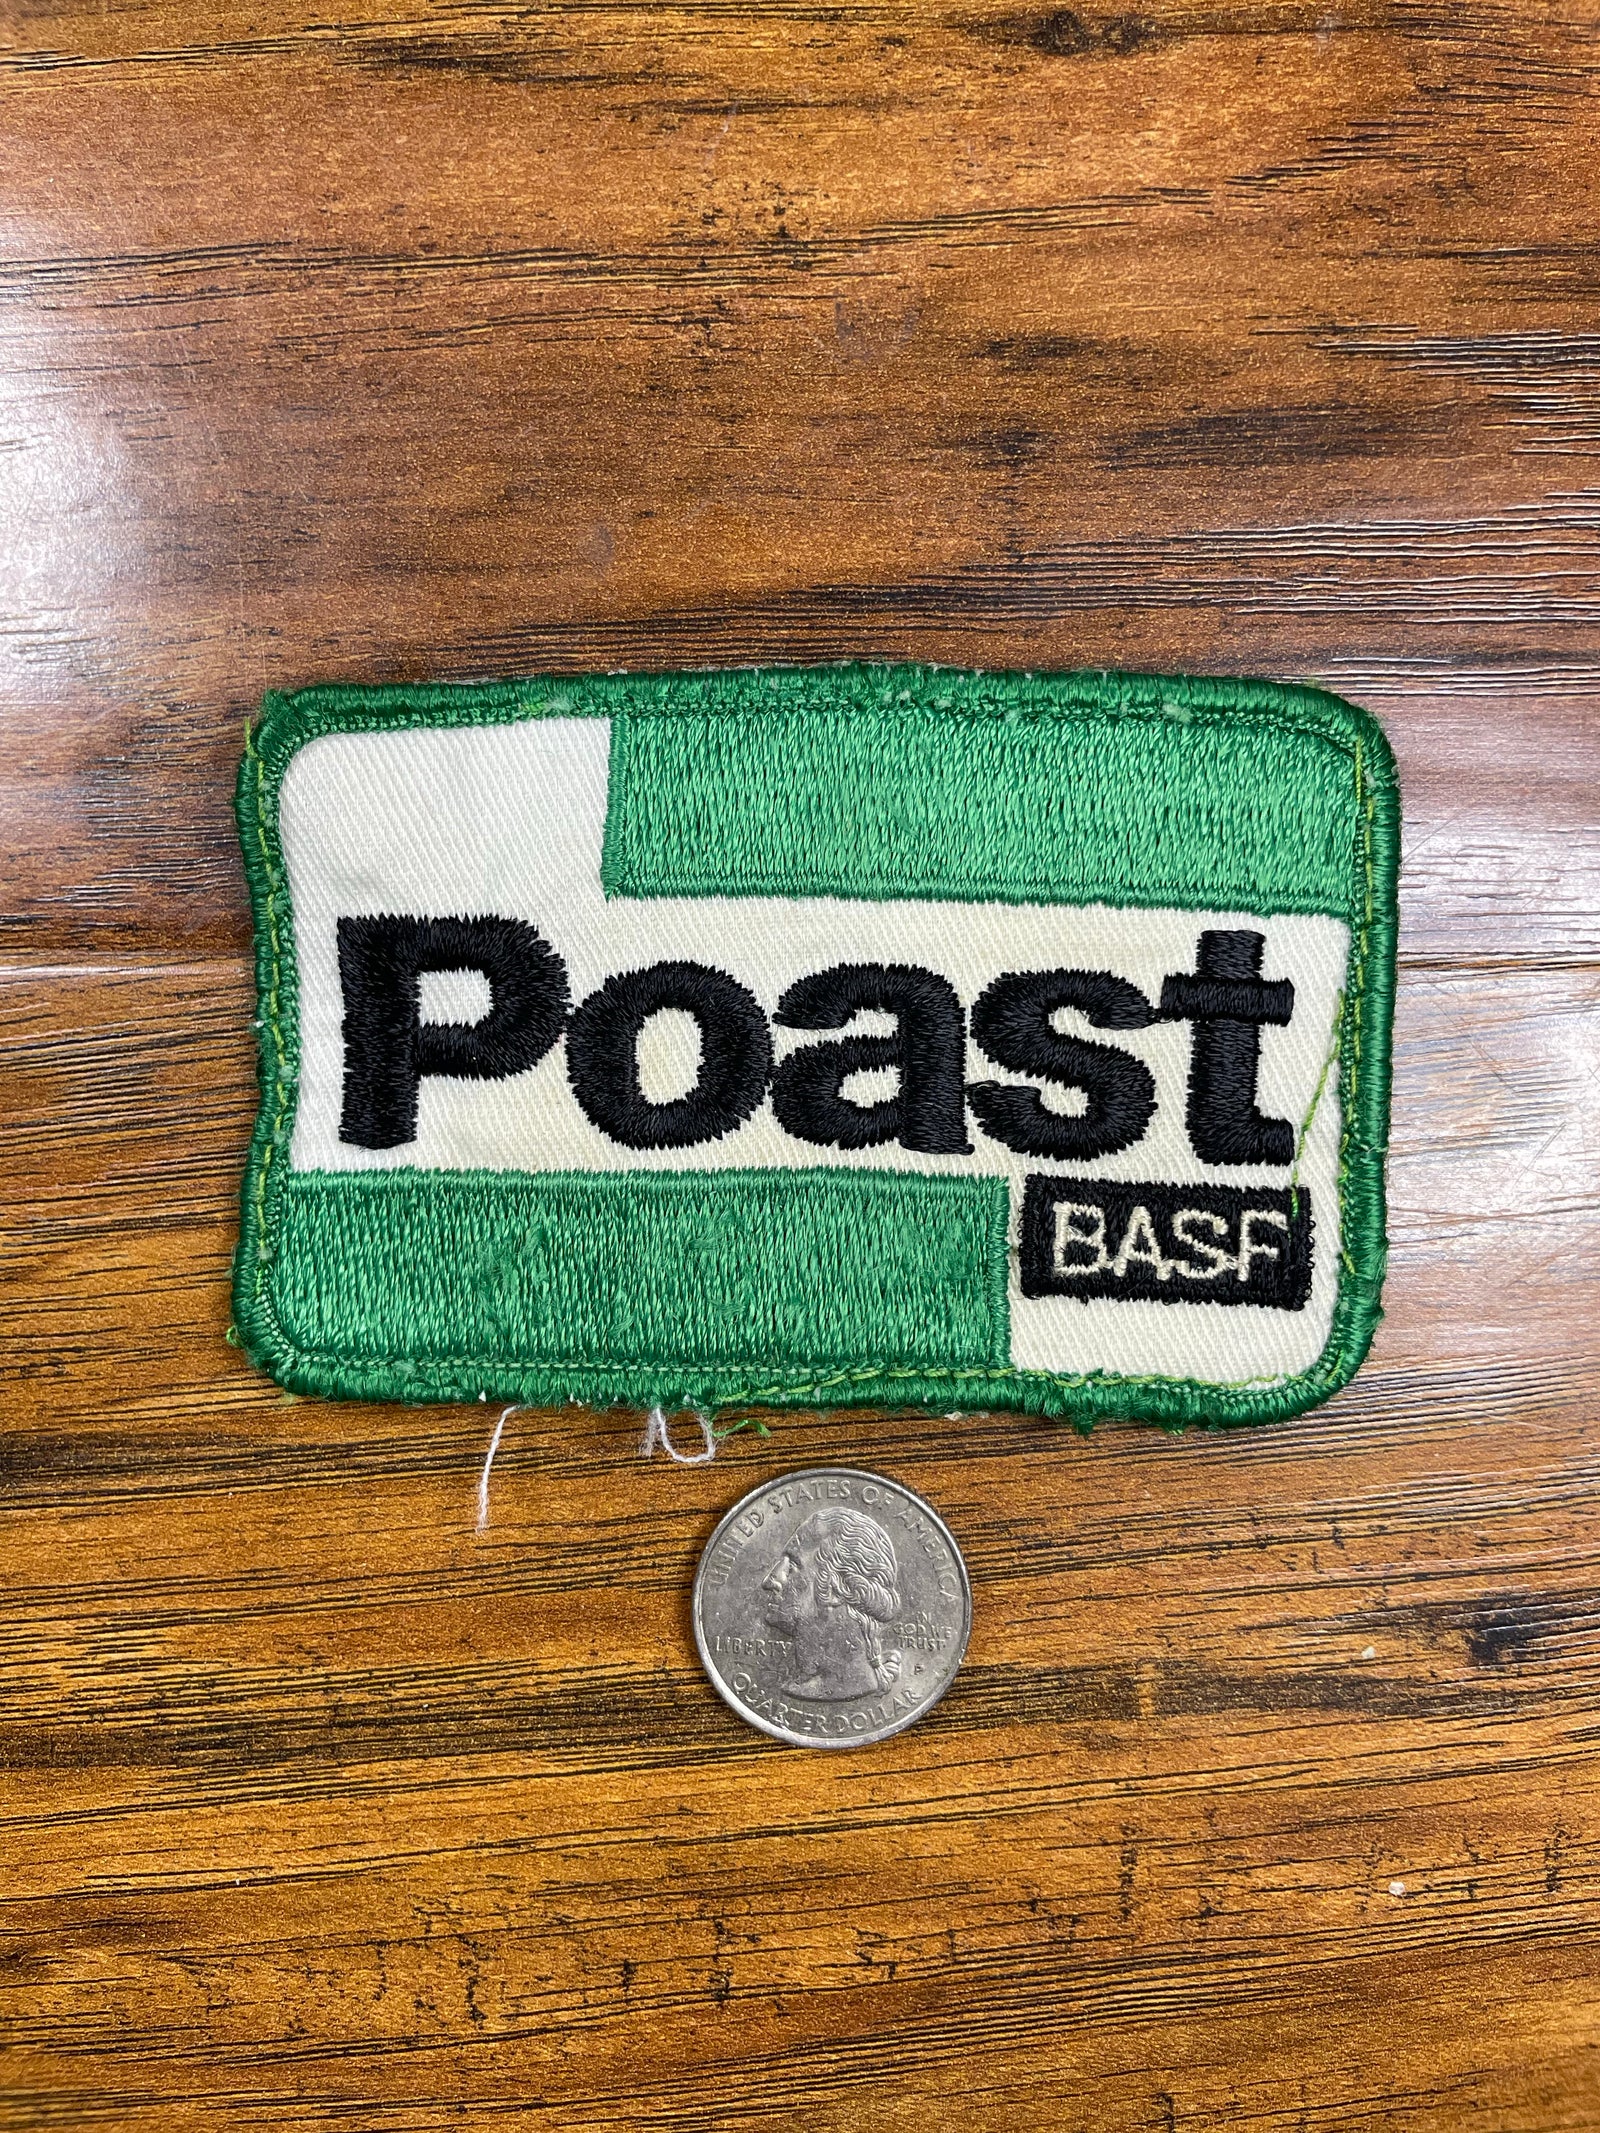 Poast
BASF
UNITED STATES OF AMERICA
LIBERTY
IN
GOD WE
TRUST
P
QUARTER DOLLAR